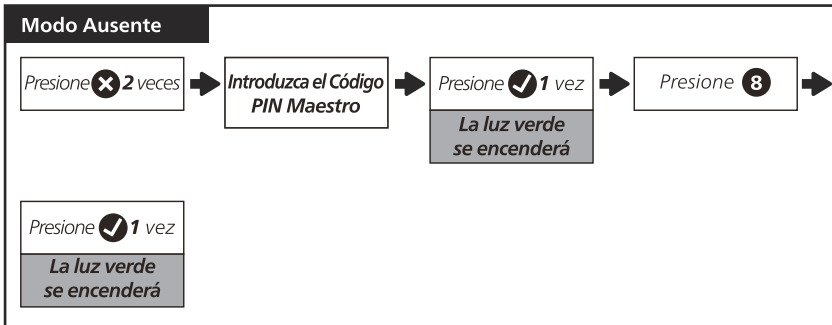 Modo Ausente
Presione ✖ 2 veces
Introduzca el Código
PIN Maestro
Presione ✔ 1 vez
La luz verde
se encenderá
Presione 8
Presione ✔ 1 vez
La luz verde
se encenderá